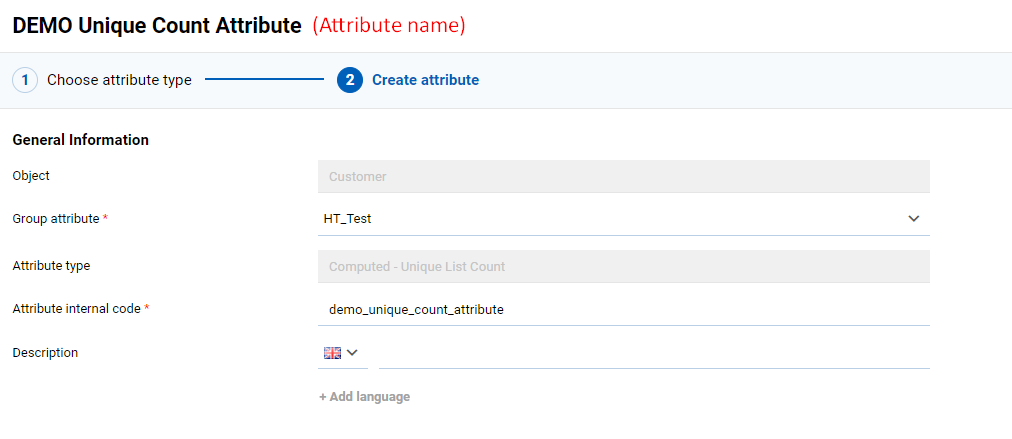 DEMO Unique Count Attribute (Attribute name)
1 Choose attribute type 2 Create attribute
General Information
Object Customer
Group attribute * HT_Test
Attribute type Computed - Unique List Count
Attribute internal code * demo_unique_count_attribute
Description
+ Add language